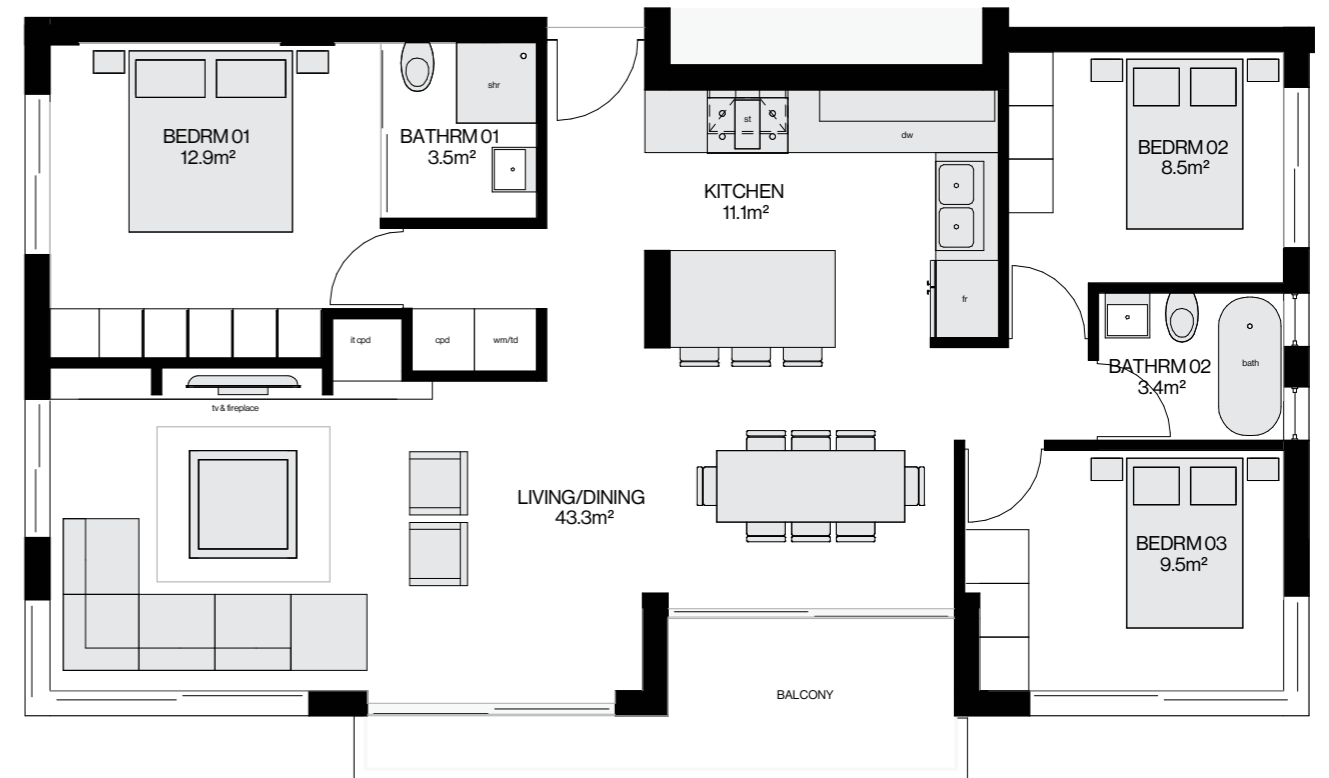 BEDRM 01
12.9m²
BATHRM 01
3.5m²
shr
st
dw
KITCHEN
11.1m²
BEDRM 02
8.5m²
fr
it cpd
cpd
wm/td
BATHRM 02
3.4m²
bath
tv & fireplace
LIVING/DINING
43.3m²
BEDRM 03
9.5m²
BALCONY